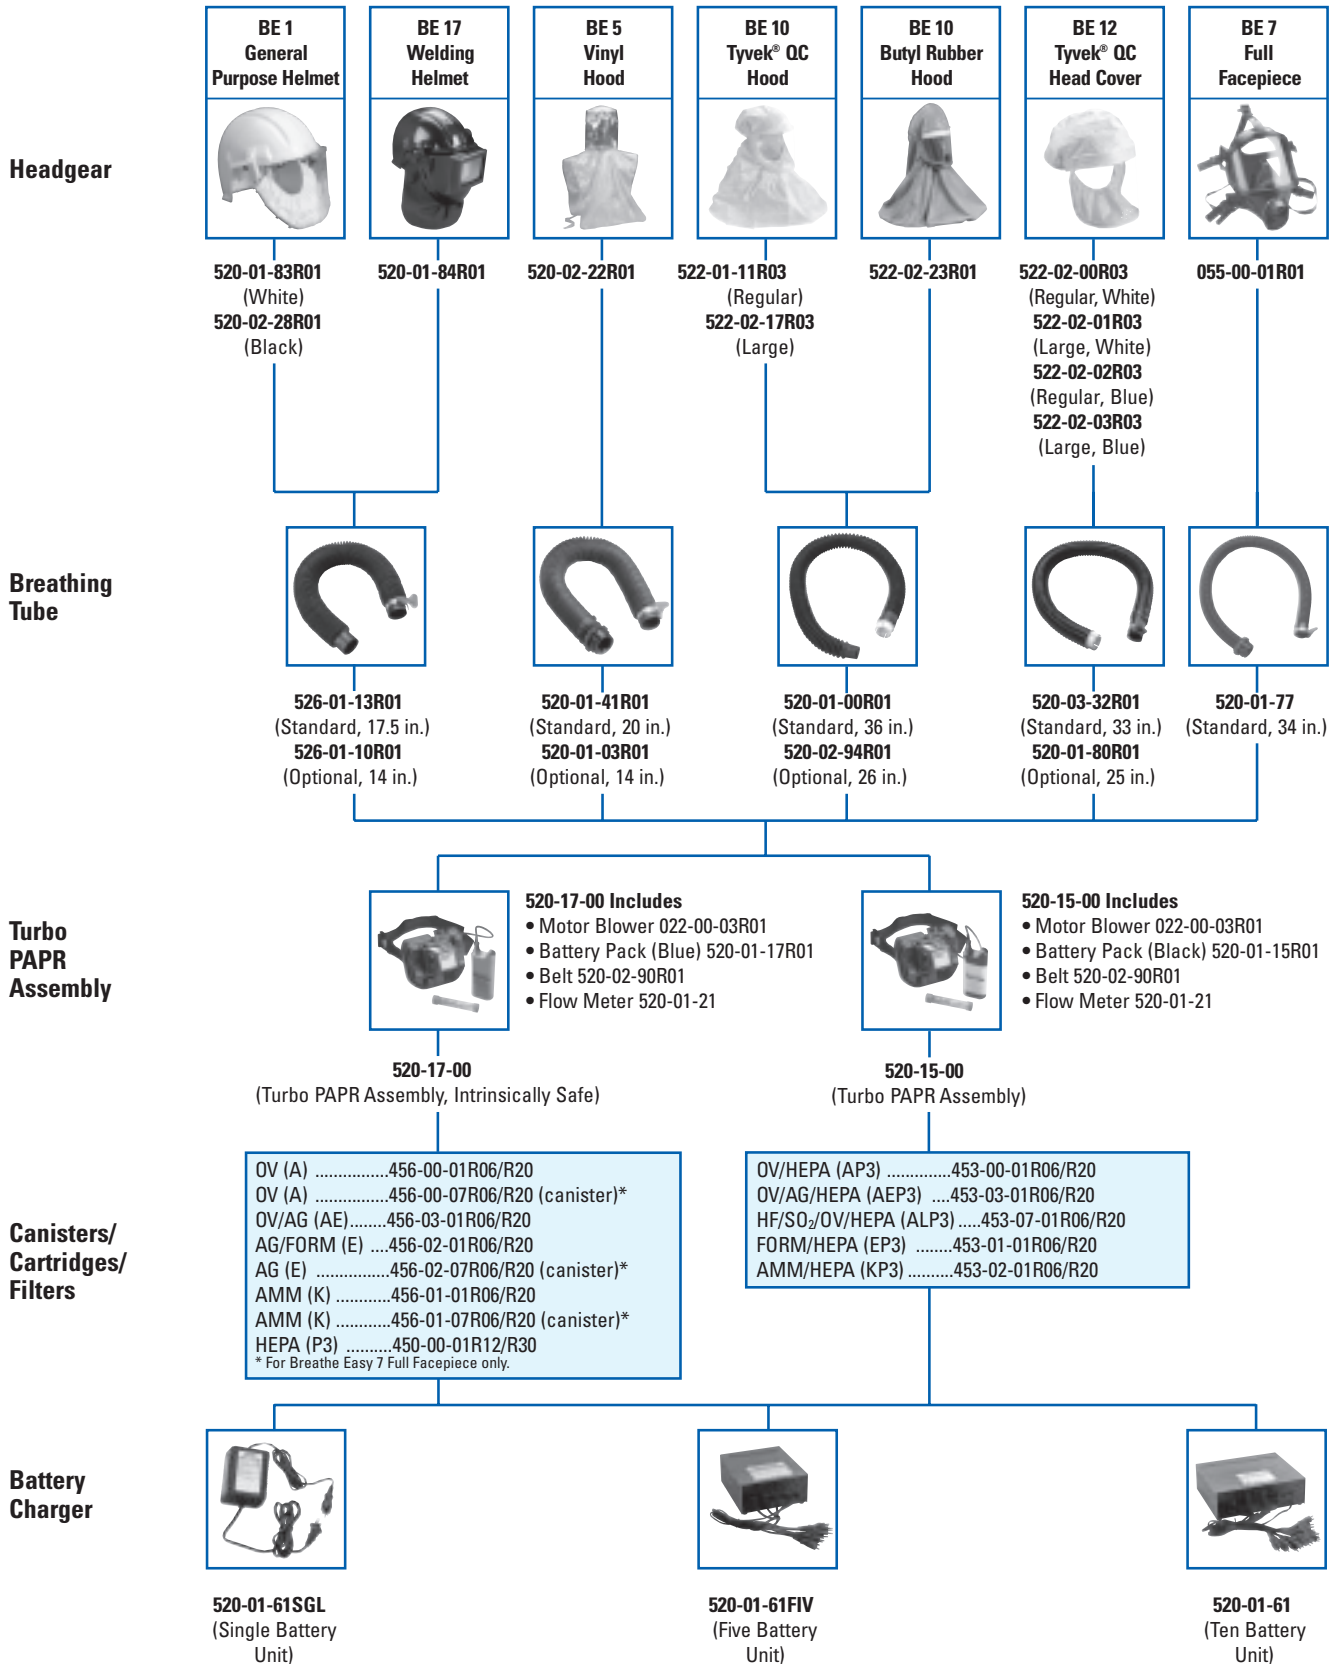 BE 1
General
Purpose Helmet
BE 17
Welding
Helmet
BE 5
Vinyl
Hood
BE 10
Tyvek® QC
Hood
BE 10
Butyl Rubber
Hood
BE 12
Tyvek® QC
Head Cover
BE 7
Full
Facepiece
Headgear
520-01-83R01
(White)
520-02-28R01
(Black)
520-01-84R01
520-02-22R01
522-01-11R03
(Regular)
522-02-17R03
(Large)
522-02-23R01
522-02-00R03
(Regular, White)
522-02-01R03
(Large, White)
522-02-02R03
(Regular, Blue)
522-02-03R03
(Large, Blue)
055-00-01R01
Breathing
Tube
526-01-13R01
(Standard, 17.5 in.)
526-01-10R01
(Optional, 14 in.)
520-01-41R01
(Standard, 20 in.)
520-01-03R01
(Optional, 14 in.)
520-01-00R01
(Standard, 36 in.)
520-02-94R01
(Optional, 26 in.)
520-03-32R01
(Standard, 33 in.)
520-01-80R01
(Optional, 25 in.)
520-01-77
(Standard, 34 in.)
Turbo
PAPR
Assembly
520-17-00 Includes
• Motor Blower 022-00-03R01
• Battery Pack (Blue) 520-01-17R01
• Belt 520-02-90R01
• Flow Meter 520-01-21
520-15-00 Includes
• Motor Blower 022-00-03R01
• Battery Pack (Black) 520-01-15R01
• Belt 520-02-90R01
• Flow Meter 520-01-21
520-17-00
(Turbo PAPR Assembly, Intrinsically Safe)
520-15-00
(Turbo PAPR Assembly)
Canisters/
Cartridges/
Filters
OV (A) ................456-00-01R06/R20
OV (A) ................456-00-07R06/R20 (canister)*
OV/AG (AE)........456-03-01R06/R20
AG/FORM (E) ....456-02-01R06/R20
AG (E) ................456-02-07R06/R20 (canister)*
AMM (K) ............456-01-01R06/R20
AMM (K) ............456-01-07R06/R20 (canister)*
HEPA (P3) ..........450-00-01R12/R30
* For Breathe Easy 7 Full Facepiece only.
OV/HEPA (AP3) ..............453-00-01R06/R20
OV/AG/HEPA (AEP3) ....453-03-01R06/R20
HF/SO₂/OV/HEPA (ALP3) .....453-07-01R06/R20
FORM/HEPA (EP3) ........453-01-01R06/R20
AMM/HEPA (KP3) ..........453-02-01R06/R20
Battery
Charger
520-01-61SGL
(Single Battery
Unit)
520-01-61FIV
(Five Battery
Unit)
520-01-61
(Ten Battery
Unit)